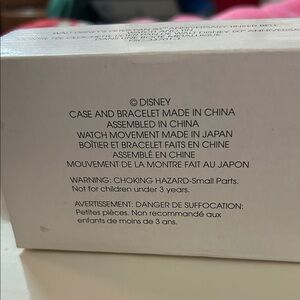 © DISNEY
CASE AND BRACELET MADE IN CHINA
ASSEMBLED IN CHINA
WATCH MOVEMENT MADE IN JAPAN
BOÎTIER ET BRACELET FAITS EN CHINE
ASSEMBLÉ EN CHINE
MOUVEMENT DE LA MONTRE FAIT AU JAPON
WARNING: CHOKING HAZARD-Small Parts.
Not for children under 3 years.
AVERTISSEMENT: DANGER DE SUFFOCATION:
Petites pièces. Non recommandé aux
enfants de moins de 3 ans.